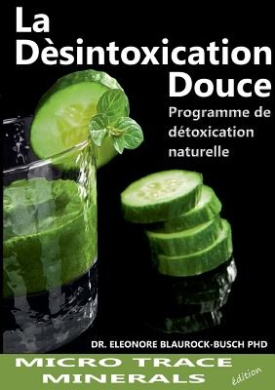 La
Dèsintoxication
Douce
Programme de
détoxication
naturelle
DR. ELEONORE BLAUROCK-BUSCH PHD
MICRO TRACE
MINERALS
édition